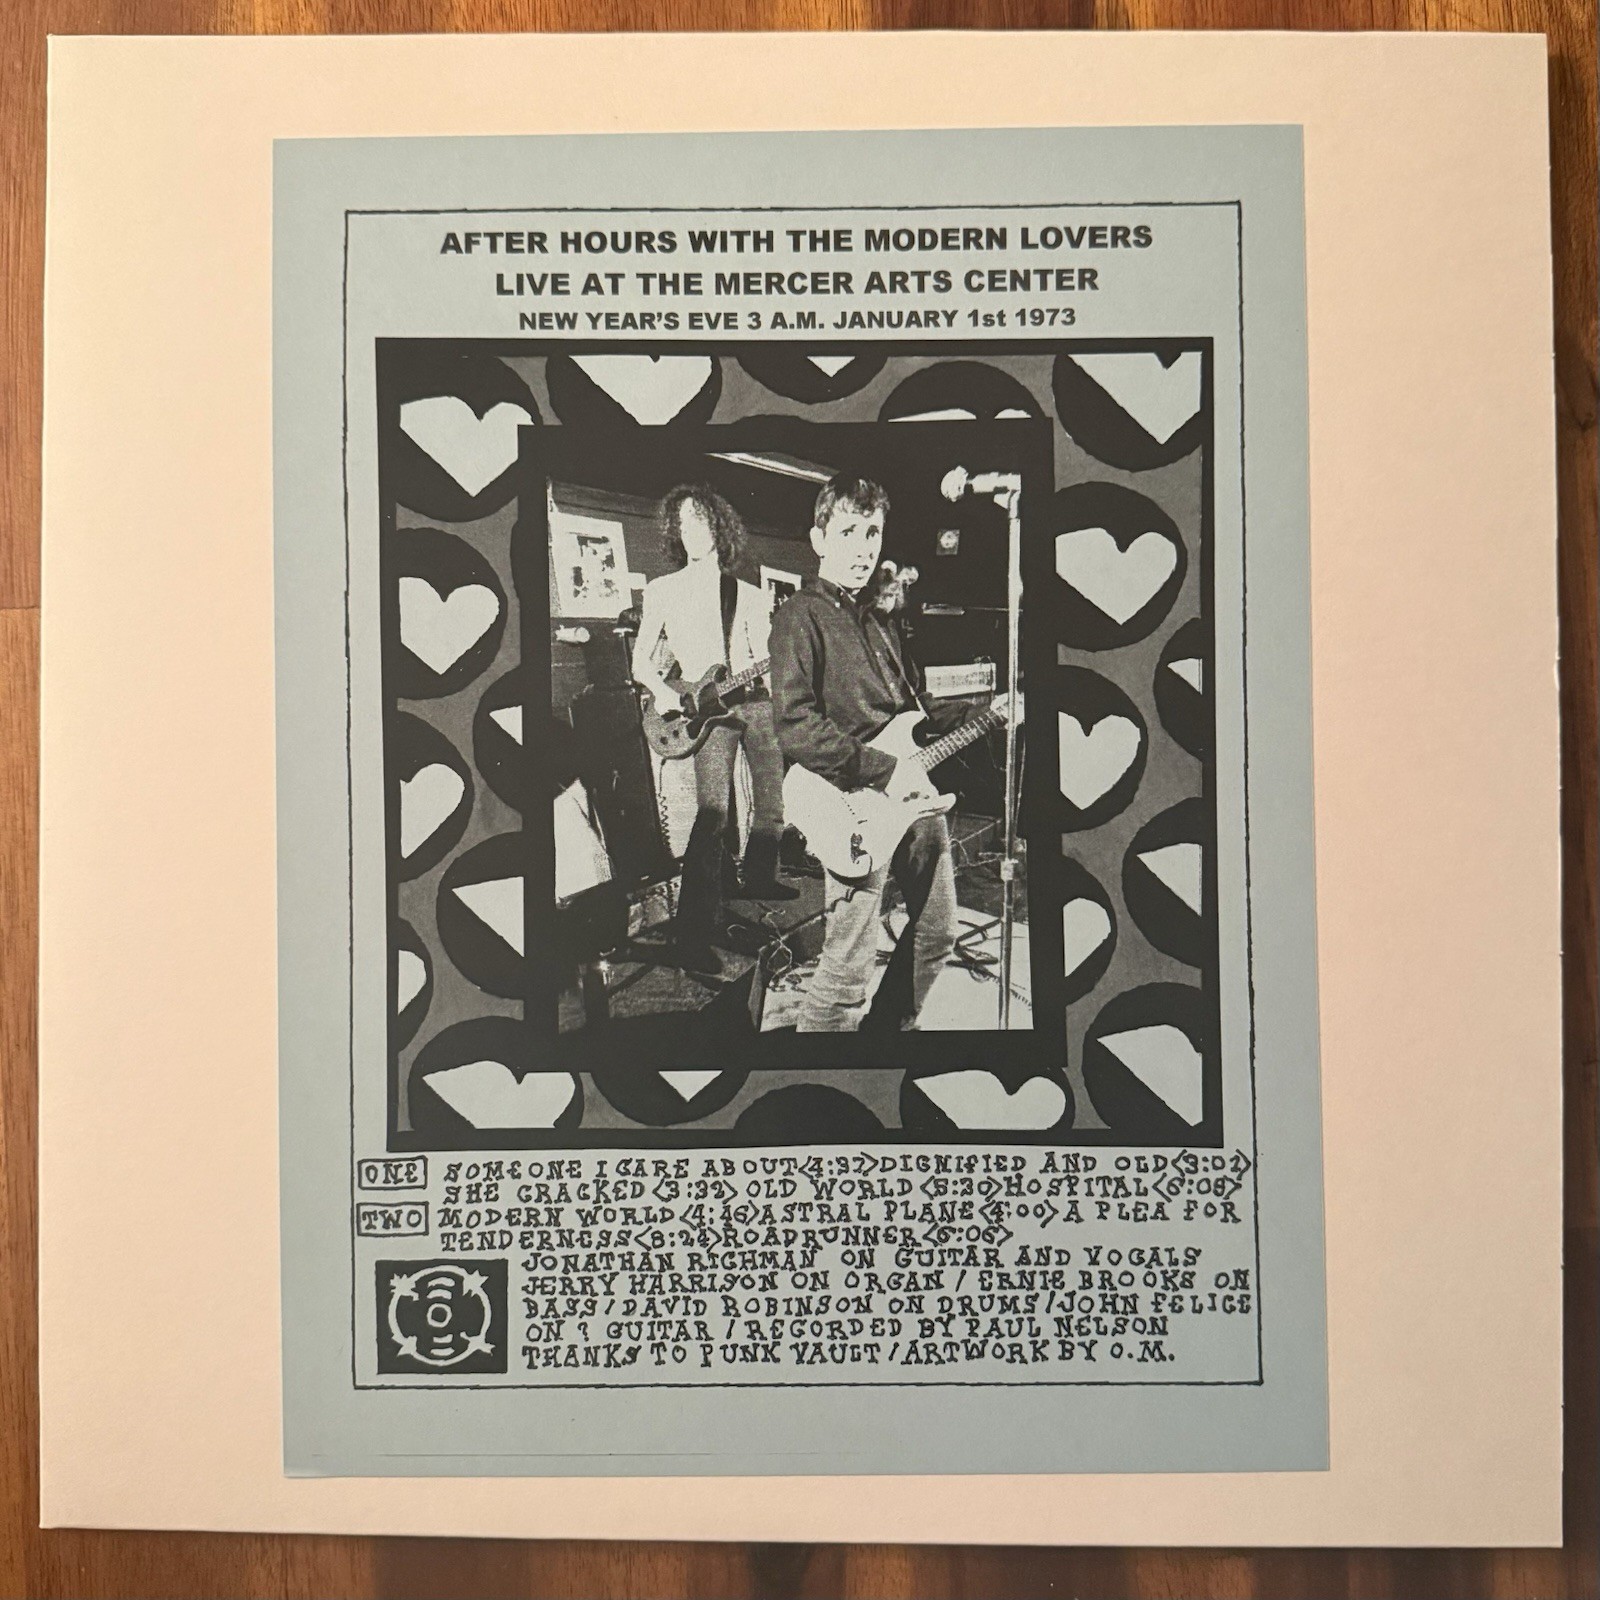 AFTER HOURS WITH THE MODERN LOVERS
LIVE AT THE MERCER ARTS CENTER
NEW YEAR'S EVE 3 A.M. JANUARY 1st 1973
ONE SOMEONE I CARE ABOUT<4:37>DIGNIFIED AND OLD<3:02>
SHE CRACKED<3:32> OLD WORLD<5:30>HOSPITAL<6:08>
TWO MODERN WORLD<4:46>ASTRAL PLANE<4:00>A PLEA FOR
TENDERNESS<8:24>ROADRUNNER<6:06>
JONATHAN RICHMAN ON GUITAR AND VOCALS
JERRY HARRISON ON ORGAN / ERNIE BROOKS ON
BASS/DAVID ROBINSON ON DRUMS/JOHN FELICE
ON ? GUITAR / RECORDED BY PAUL NELSON
THANKS TO PUNK VAULT/ARTWORK BY O.M.